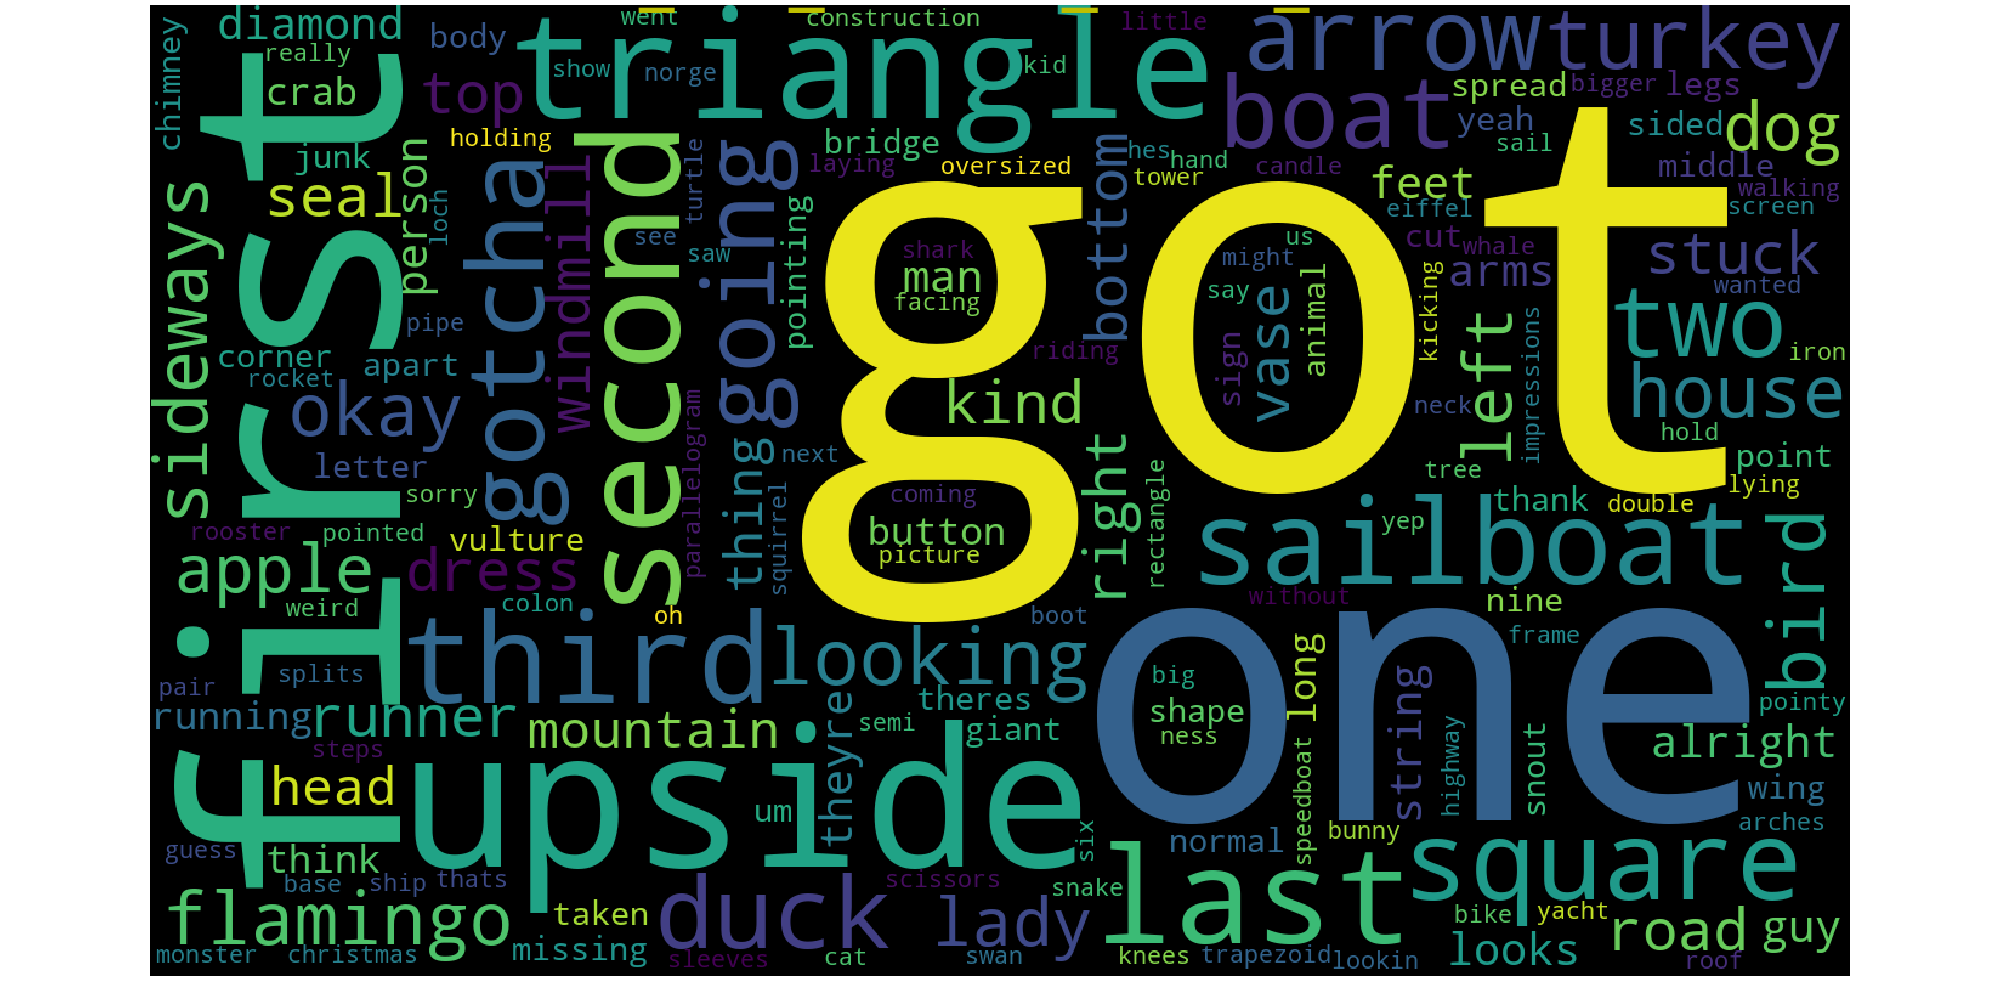 diamond
really
crab
chimney
junk
seal
sideways
first
body
top
went
show
norge
triangle
construction
kid
little
arrow
turkey
boat
spread
bigger
legs
yeah
sided
sail
dog
middle
walking
screen
holding
person
loch
gotcha
windmill
second
turtle
see
saw
going
laying
bridge
pointing
oversized
bottom
hes
hand
tower
candle
feet
eiffel
cut
whale
arms
stuck
wanted
got
shark
man
facing
us
might
say
vase
animal
sign
kicking
riding
two
iron
house
corner
rocket
pipe
apart
okay
letter
sorry
parallelogram
thing
next
squirrel
kind
coming
button
picture
right
rectangle
neck
left
impressions
hold
point
lying
tree
yep
thank
double
sailboat
bird
rooster
pointed
vulture
apple
dress
weird
colon
oh
third
looking
boot
without
nine
frame
one
pair
splits
running
runner
steps
mountain
theyre
semi
theres
giant
big
shape
ness
long
speedboat
string
highway
snout
pointy
alright
wing
arches
head
upside
um
six
normal
bunny
guess
think
base
ship
thats
scissors
snake
last
square
flamingo
taken
missing
duck
lady
bike
yacht
road
guy
monster
christmas
sleeves
cat
swan
knees
trapezoid
lookin
looks
roof